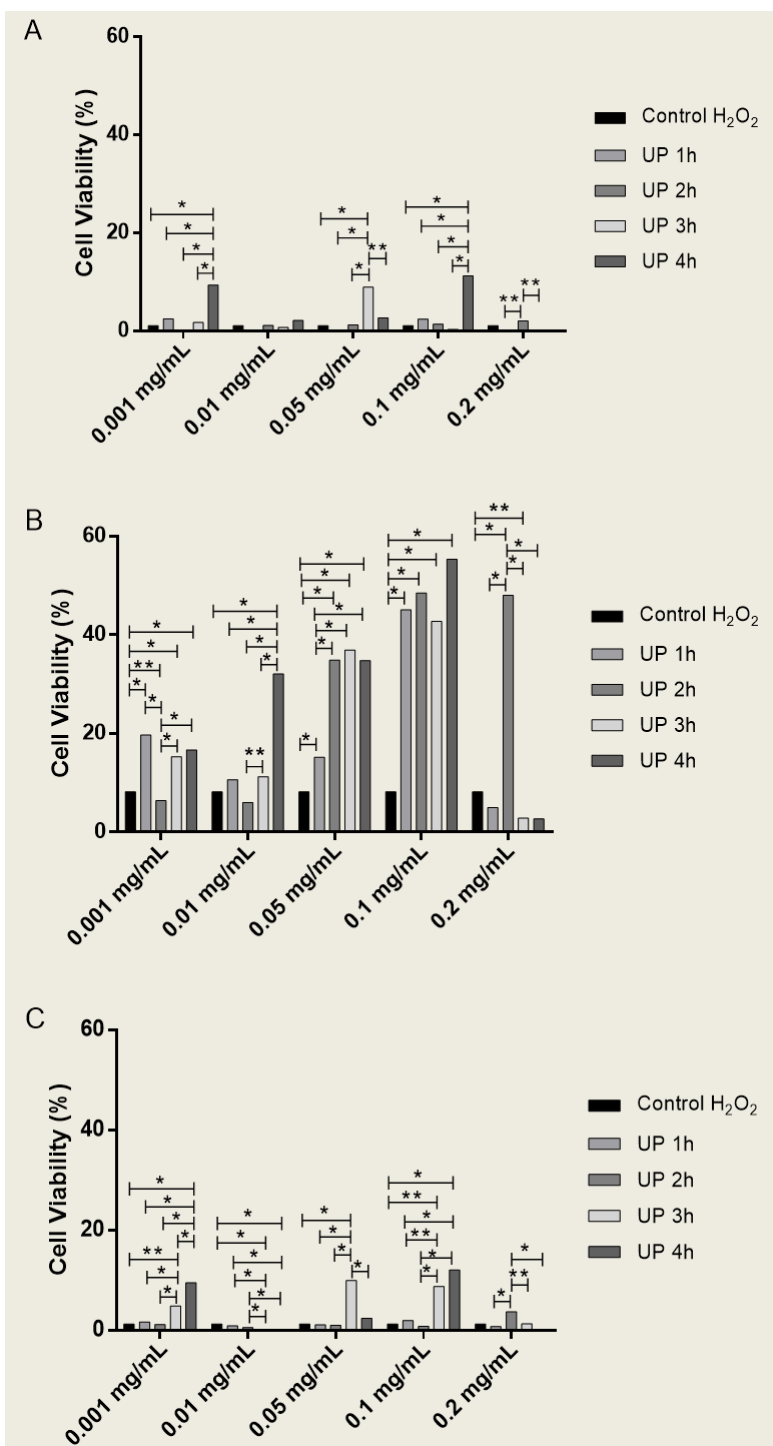 A
60
40
20
0
Cell Viability (%)
* * * *
* * ** *
* * * *
** **
0.001 mg/mL
0.01 mg/mL
0.05 mg/mL
0.1 mg/mL
0.2 mg/mL
Control H₂O₂
UP 1h
UP 2h
UP 3h
UP 4h
B
60
40
20
0
Cell Viability (%)
* * ** * * * *
* * * * **
* * * * * * *
* * * *
** * * * *
0.001 mg/mL
0.01 mg/mL
0.05 mg/mL
0.1 mg/mL
0.2 mg/mL
Control H₂O₂
UP 1h
UP 2h
UP 3h
UP 4h
C
60
40
20
0
Cell Viability (%)
* * * * ** * *
* * * * * *
* * * *
* ** * ** * *
* ** *
0.001 mg/mL
0.01 mg/mL
0.05 mg/mL
0.1 mg/mL
0.2 mg/mL
Control H₂O₂
UP 1h
UP 2h
UP 3h
UP 4h